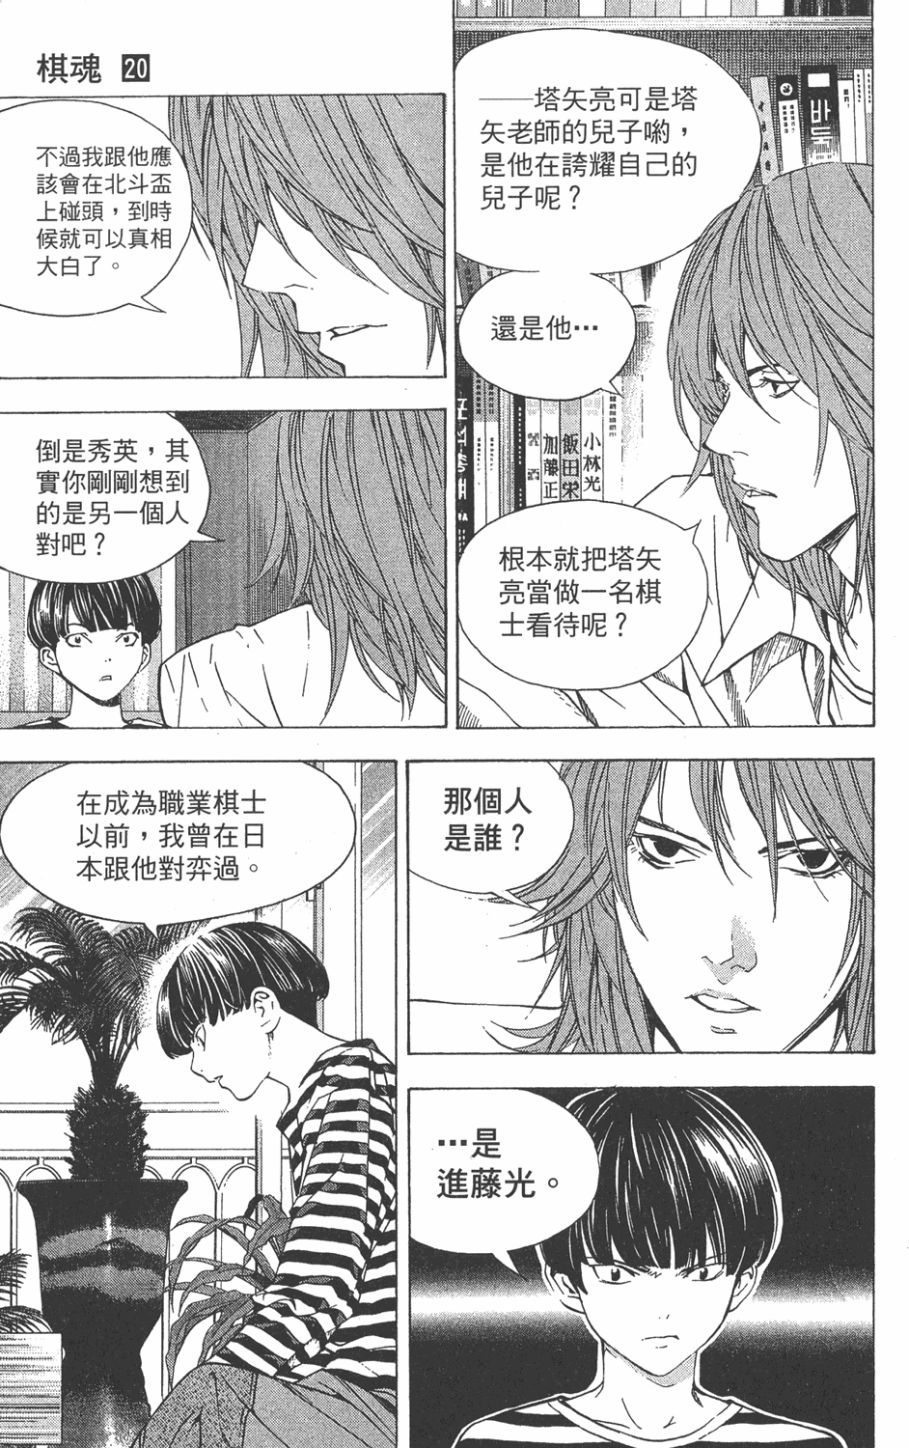 棋魂 20
──塔矢亮可是塔
矢老師的兒子喲，
是他在誇耀自己的
兒子呢？
還是他…
바둑
小林光
飯田栄
加藤正
根本就把塔矢
亮當做一名棋
士看待呢？
不過我跟他應
該會在北斗盃
上碰頭，到時
候就可以真相
大白了。
倒是秀英，其
實你剛剛想到
的是另一個人
對吧？
那個人
是誰？
在成為職業棋士
以前，我曾在日
本跟他對弈過。
…是
進藤光。